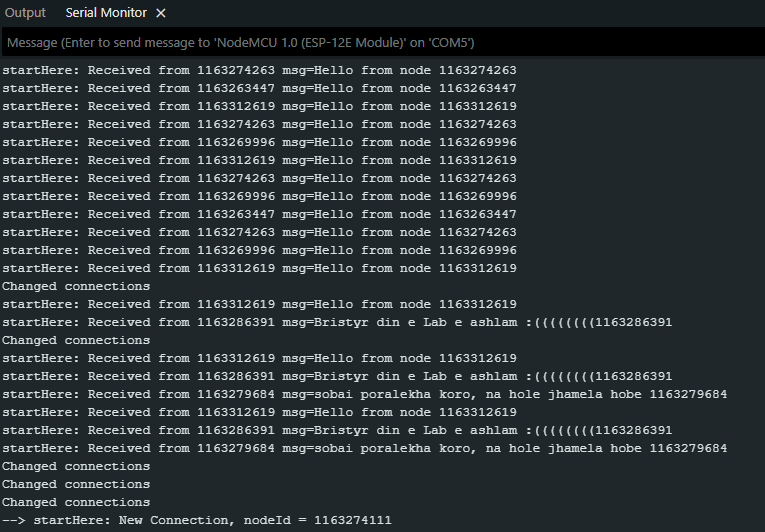 Output Serial Monitor ×
Message (Enter to send message to 'NodeMCU 1.0 (ESP-12E Module)' on 'COM5')
startHere: Received from 1163274263 msg=Hello from node 1163274263
startHere: Received from 1163263447 msg=Hello from node 1163263447
startHere: Received from 1163312619 msg=Hello from node 1163312619
startHere: Received from 1163274263 msg=Hello from node 1163274263
startHere: Received from 1163269996 msg=Hello from node 1163269996
startHere: Received from 1163312619 msg=Hello from node 1163312619
startHere: Received from 1163274263 msg=Hello from node 1163274263
startHere: Received from 1163269996 msg=Hello from node 1163269996
startHere: Received from 1163263447 msg=Hello from node 1163263447
startHere: Received from 1163274263 msg=Hello from node 1163274263
startHere: Received from 1163269996 msg=Hello from node 1163269996
startHere: Received from 1163312619 msg=Hello from node 1163312619
Changed connections
startHere: Received from 1163312619 msg=Hello from node 1163312619
startHere: Received from 1163286391 msg=Bristyr din e Lab e ashlam :((((((((1163286391
Changed connections
startHere: Received from 1163312619 msg=Hello from node 1163312619
startHere: Received from 1163286391 msg=Bristyr din e Lab e ashlam :((((((((1163286391
startHere: Received from 1163279684 msg=sobai poralekha koro, na hole jhamela hobe 1163279684
startHere: Received from 1163312619 msg=Hello from node 1163312619
startHere: Received from 1163286391 msg=Bristyr din e Lab e ashlam :((((((((1163286391
startHere: Received from 1163279684 msg=sobai poralekha koro, na hole jhamela hobe 1163279684
Changed connections
Changed connections
Changed connections
--> startHere: New Connection, nodeId = 1163274111